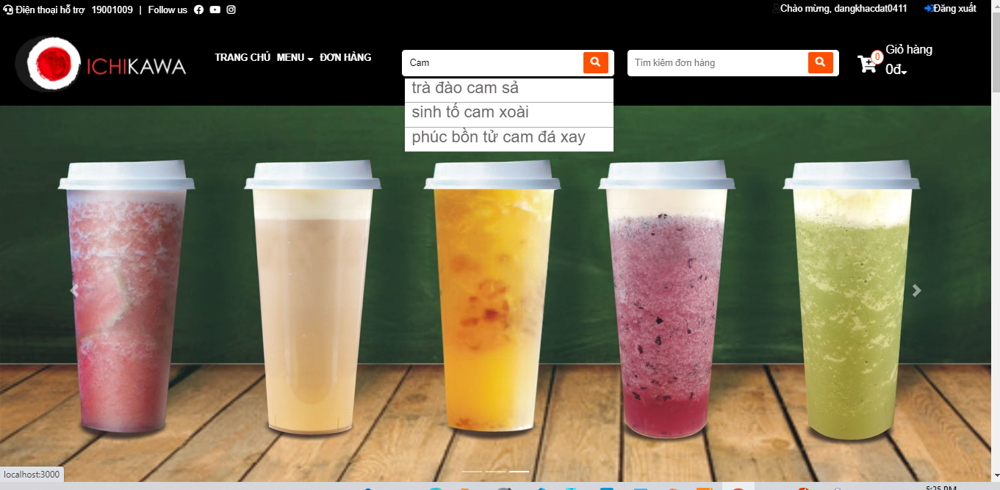 Điện thoại hỗ trợ 19001009 | Follow us
Chào mừng, dangkhacdat0411 Đăng xuất
ICHIKAWA
TRANG CHỦ MENU ĐƠN HÀNG
Cam
Tìm kiếm đơn hàng
0
Giỏ hàng
0đ
trà đào cam sả
sinh tố cam xoài
phúc bồn tử cam đá xay
localhost:3000
5:25 PM